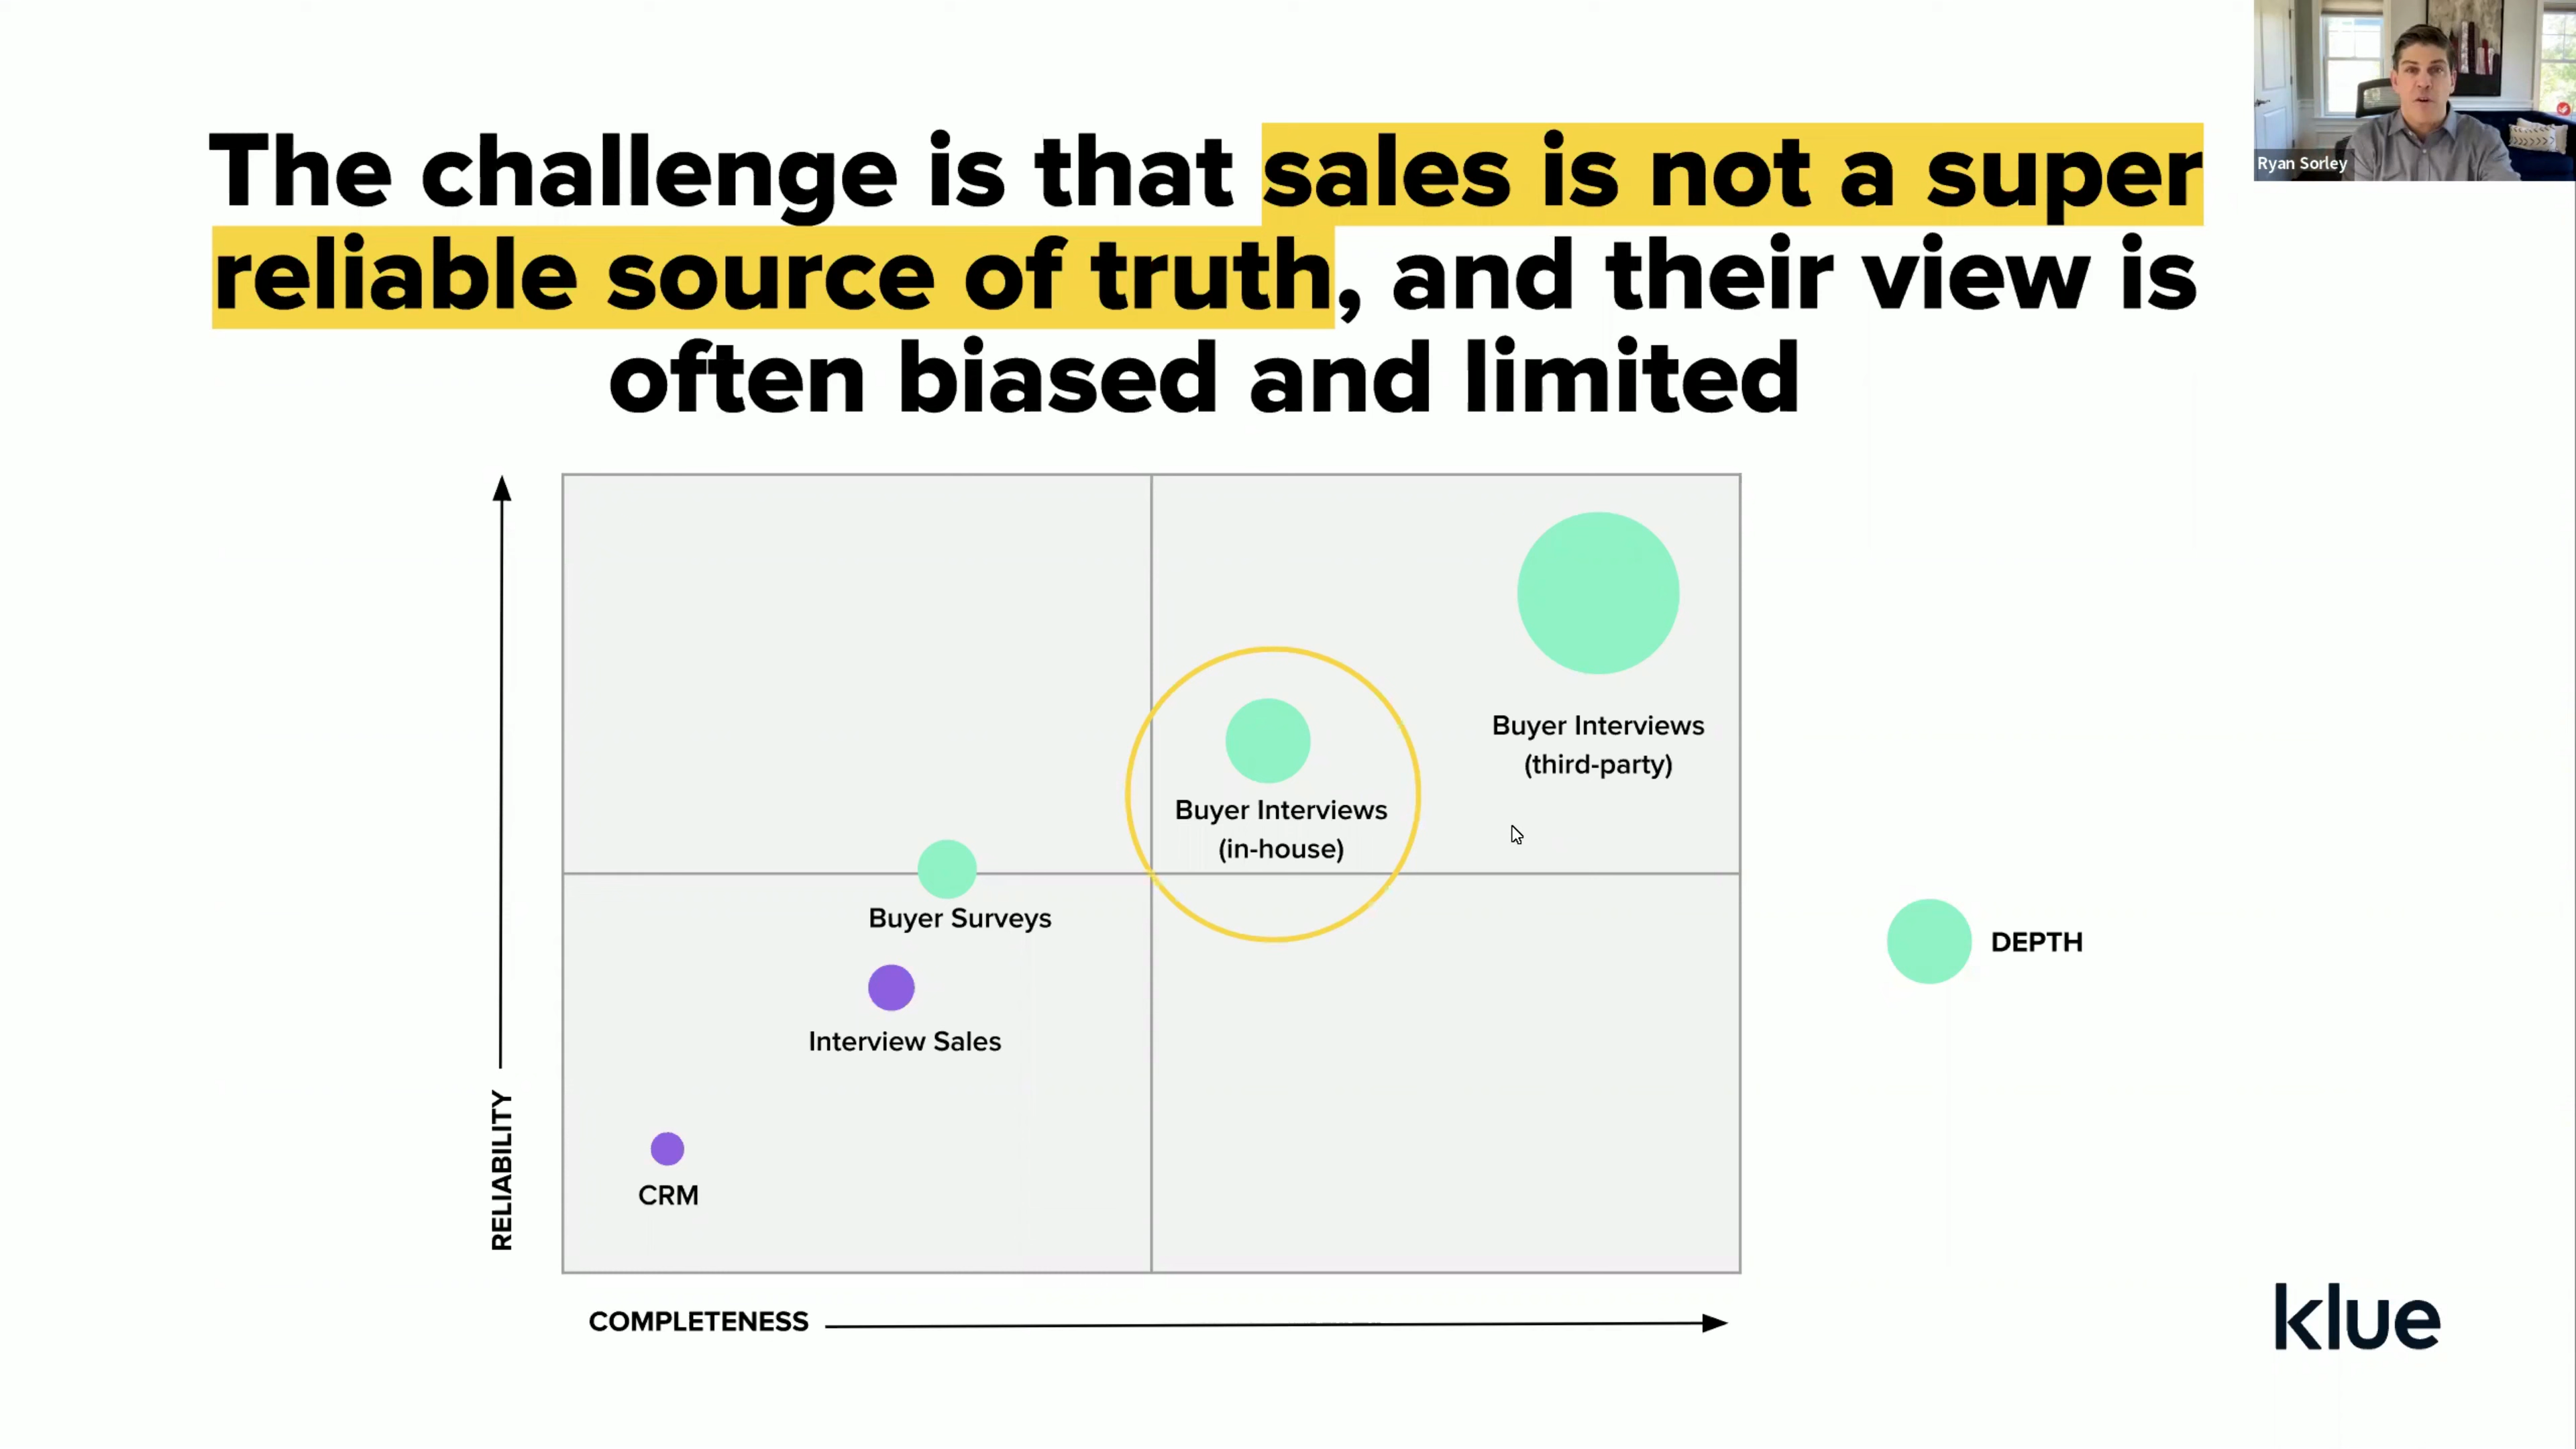 The challenge is that sales is not a super
reliable source of truth, and their view is
often biased and limited
Ryan Sorley
Buyer Interviews
(third-party)
Buyer Interviews
(in-house)
Buyer Surveys
Interview Sales
CRM
DEPTH
RELIABILITY
COMPLETENESS
klue